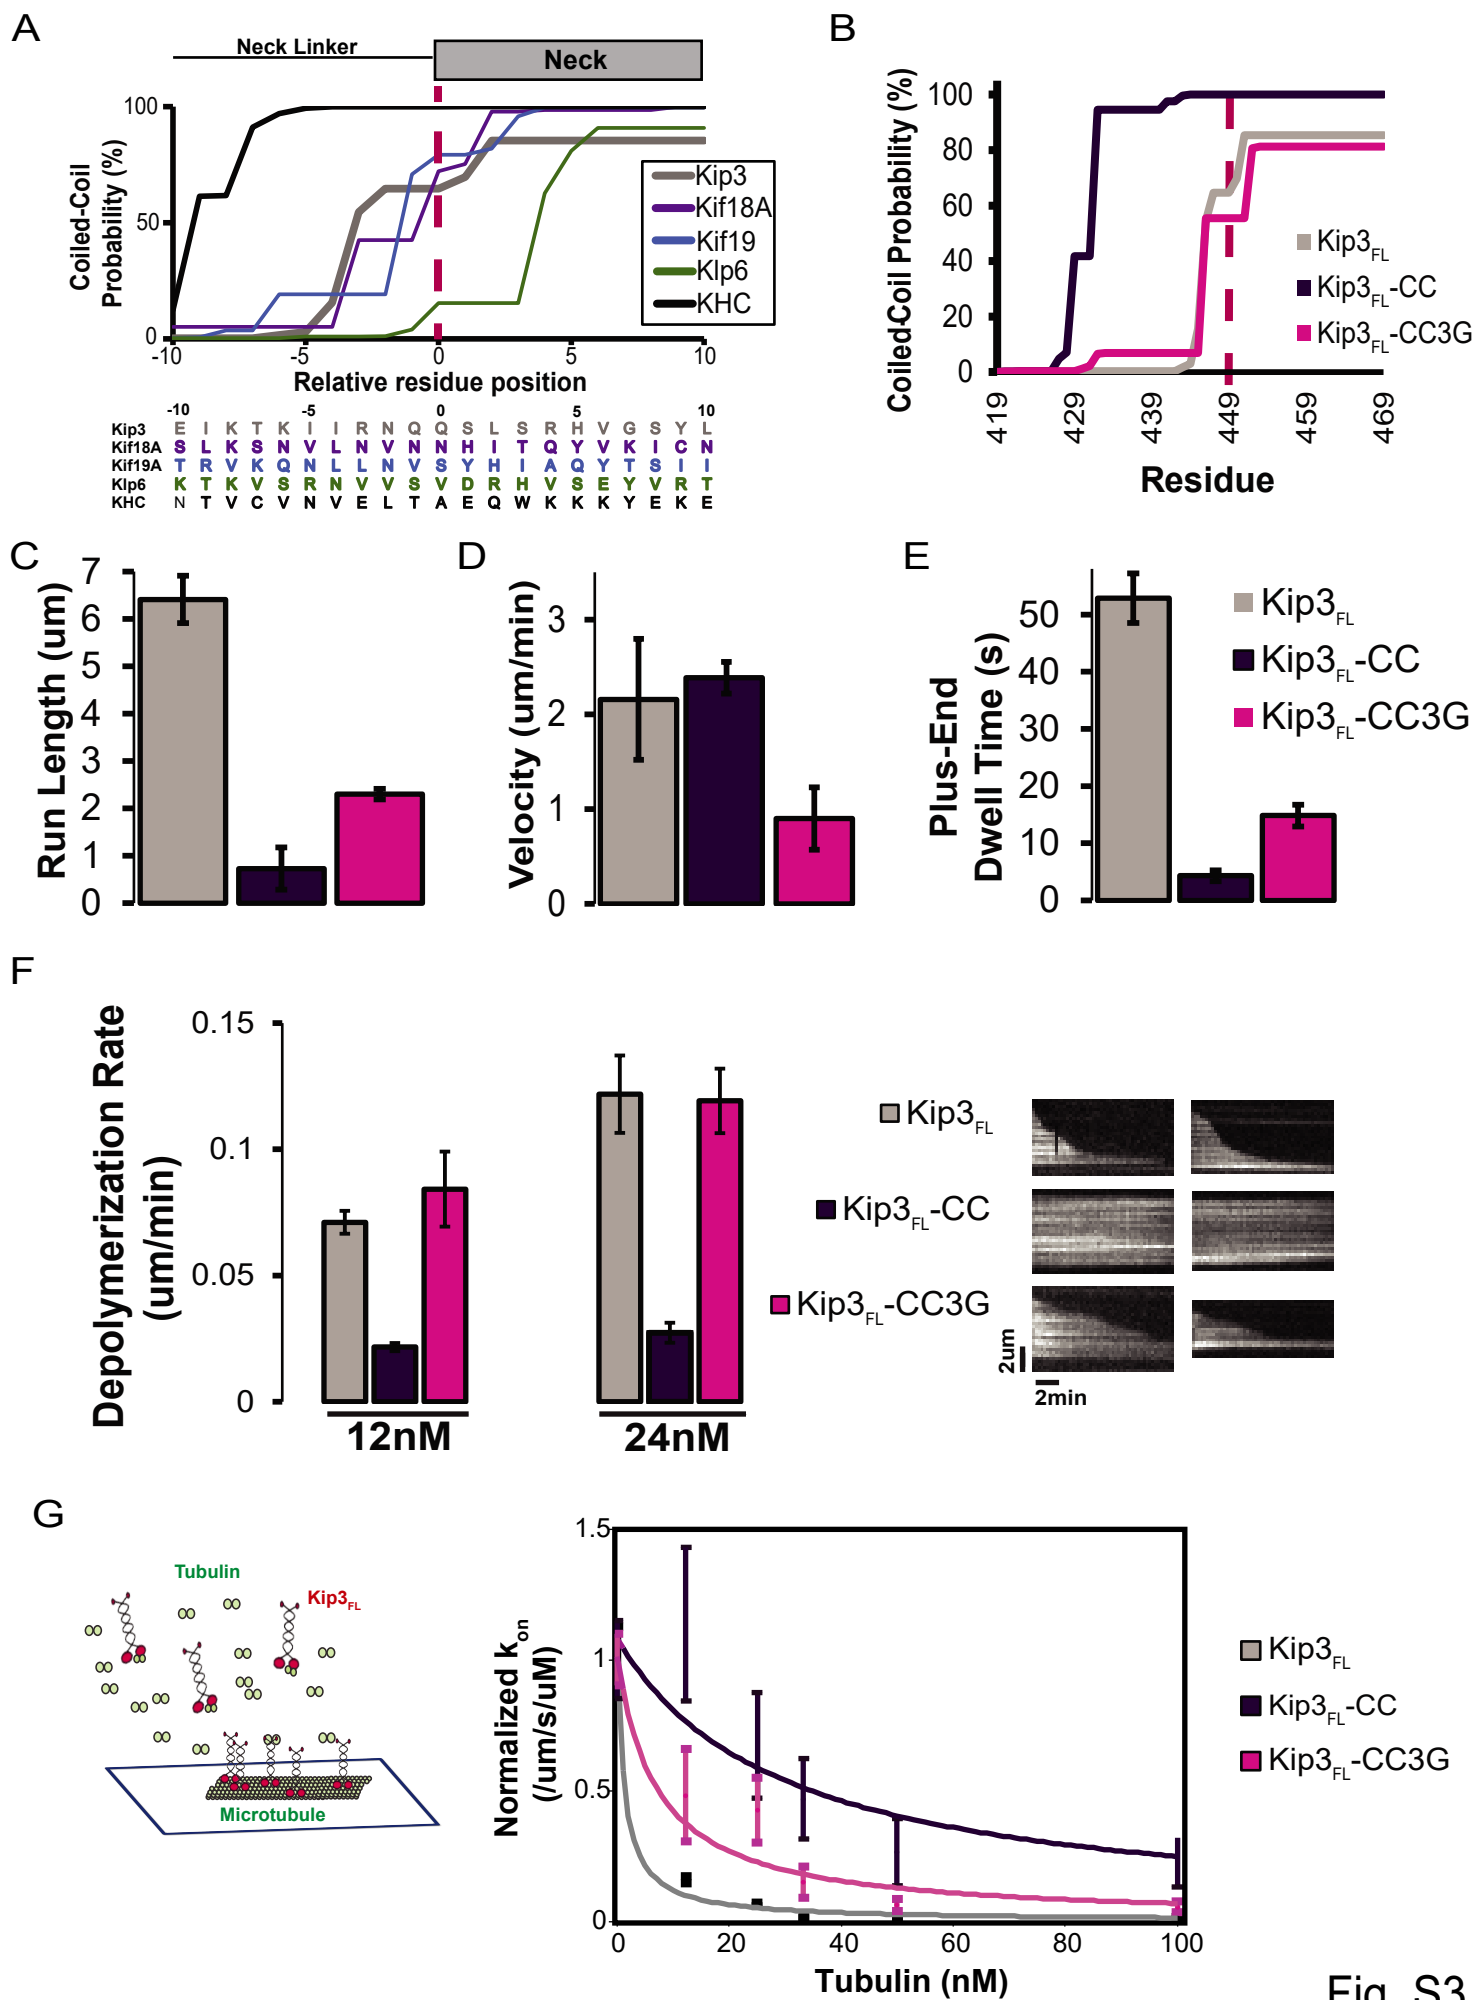 A
Neck Linker
Neck
Coiled-Coil
Probability (%)
100
50
0
-10
-5
0
5
10
Relative residue position
Kip3
Kif18A
Kif19
Klp6
KHC
-10 -5 0 5 10
Kip3 E I K T K I I R N Q Q S L S R H V G S Y L
Kif18A S L K S N V L N V N N H I T Q Y V K I C N
Kif19A T R V K Q N L L N V S Y H I A Q Y T S I I
Klp6 K T K V S R N V V S V D R H V S E Y V R T
KHC N T V C V N V E L T A E Q W K K K Y E K E
B
Coiled-Coil Probability (%)
100
80
60
40
20
0
419
429
439
449
459
469
Residue
Kip3FL
Kip3FL-CC
Kip3FL-CC3G
C
Run Length (um)
7
6
5
4
3
2
1
0
D
Velocity (um/min)
3
2
1
0
E
Plus-End
Dwell Time (s)
50
40
30
20
10
0
Kip3FL
Kip3FL-CC
Kip3FL-CC3G
F
Depolymerization Rate
(um/min)
0.15
0.1
0.05
0
12nM
24nM
Kip3FL
Kip3FL-CC
Kip3FL-CC3G
2um
2min
G
Tubulin
Kip3FL
Microtubule
Normalized kon
(/um/s/uM)
1.5
1
0.5
0
0
20
40
60
80
100
Tubulin (nM)
Kip3FL
Kip3FL-CC
Kip3FL-CC3G
Fig. S3